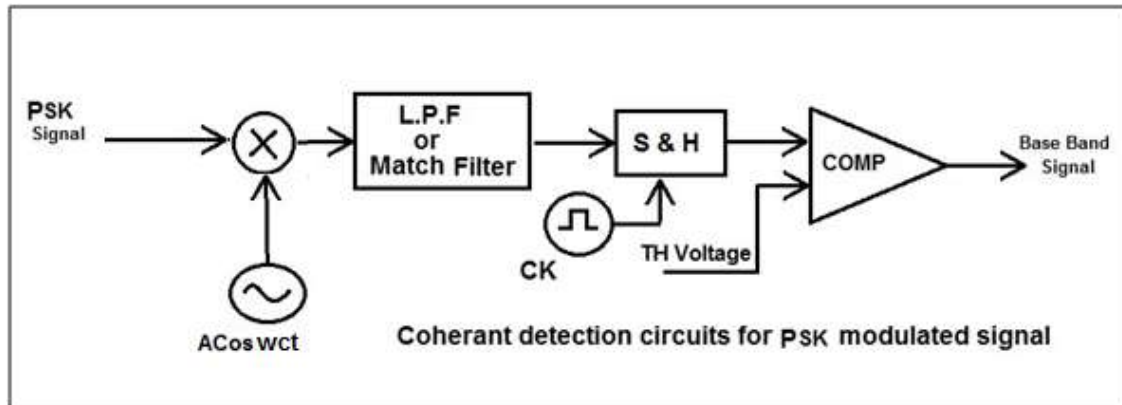 PSK
Signal
L.P.F
or
Match Filter
S & H
COMP
Base Band
Signal
CK
TH Voltage
ACos wct
Coherant detection circuits for PSK modulated signal